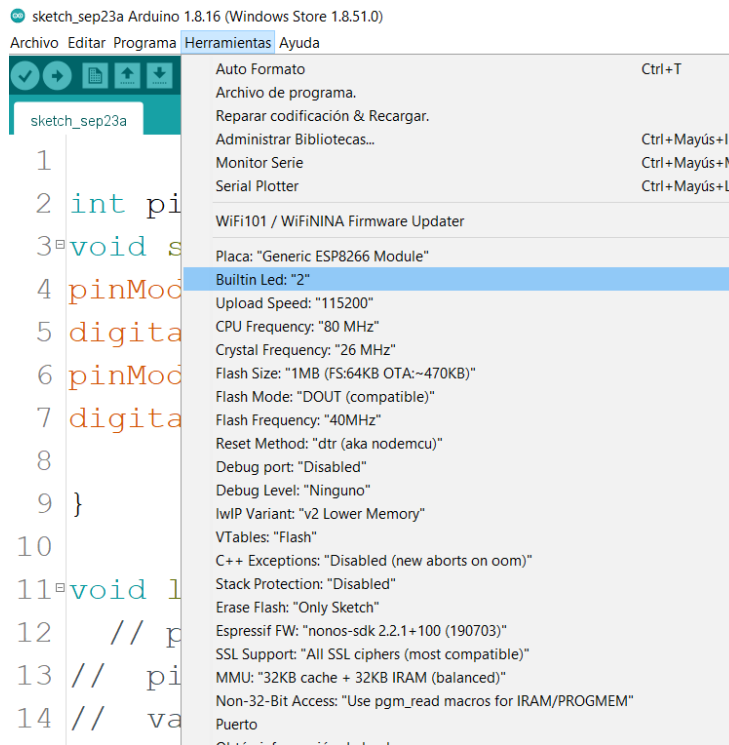 sketch_sep23a Arduino 1.8.16 (Windows Store 1.8.51.0)
Archivo Editar Programa Herramientas Ayuda
sketch_sep23a
Auto Formato Ctrl+T
Archivo de programa.
Reparar codificación & Recargar.
Administrar Bibliotecas... Ctrl+Mayús+I
Monitor Serie Ctrl+Mayús+
Serial Plotter Ctrl+Mayús+L
WiFi101 / WiFiNINA Firmware Updater
Placa: "Generic ESP8266 Module"
Builtin Led: "2"
Upload Speed: "115200"
CPU Frequency: "80 MHz"
Crystal Frequency: "26 MHz"
Flash Size: "1MB (FS:64KB OTA:~470KB)"
Flash Mode: "DOUT (compatible)"
Flash Frequency: "40MHz"
Reset Method: "dtr (aka nodemcu)"
Debug port: "Disabled"
Debug Level: "Ninguno"
lwIP Variant: "v2 Lower Memory"
VTables: "Flash"
C++ Exceptions: "Disabled (new aborts on oom)"
Stack Protection: "Disabled"
Erase Flash: "Only Sketch"
Espressif FW: "nonos-sdk 2.2.1+100 (190703)"
SSL Support: "All SSL ciphers (most compatible)"
MMU: "32KB cache + 32KB IRAM (balanced)"
Non-32-Bit Access: "Use pgm_read macros for IRAM/PROGMEM"
Puerto
1
2 int pi
3 void s
4 pinMod
5 digita
6 pinMod
7 digita
8
9 }
10
11 void l
12 // p
13 // pi
14 // va